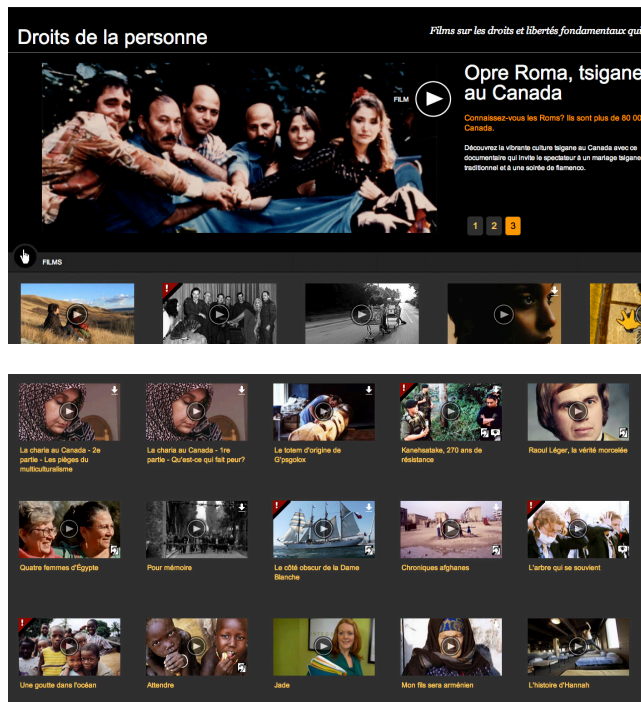 Droits de la personne
Films sur les droits et libertés fondamentaux qui
FILM
Opre Roma, tsigane
au Canada
Connaissez-vous les Roms? Ils sont plus de 80 00
Canada.
Découvrez la vibrante culture tsigane au Canada avec ce
documentaire qui invite le spectateur à un mariage tsigane
traditionnel et à une soirée de flamenco.
1 2 3
FILMS
!
La charia au Canada - 2e
partie - Les pièges du
multiculturalisme
La charia au Canada - 1re
partie - Qu'est-ce qui fait peur?
Le totem d'origine de
G'psgolox
!
Kanehsatake, 270 ans de
résistance
Raoul Léger, la vérité morcelée
Quatre femmes d'Égypte
Pour mémoire
!
Le côté obscur de la Dame
Blanche
Chroniques afghanes
!
L'arbre qui se souvient
!
Une goutte dans l'océan
Attendre
Jade
Mon fils sera arménien
L'histoire d'Hannah